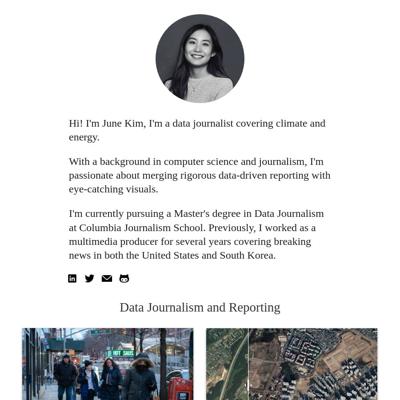 Hi! I'm June Kim, I'm a data journalist covering climate and
energy.
With a background in computer science and journalism, I'm
passionate about merging rigorous data-driven reporting with
eye-catching visuals.
I'm currently pursuing a Master's degree in Data Journalism
at Columbia Journalism School. Previously, I worked as a
multimedia producer for several years covering breaking
news in both the United States and South Korea.
Data Journalism and Reporting